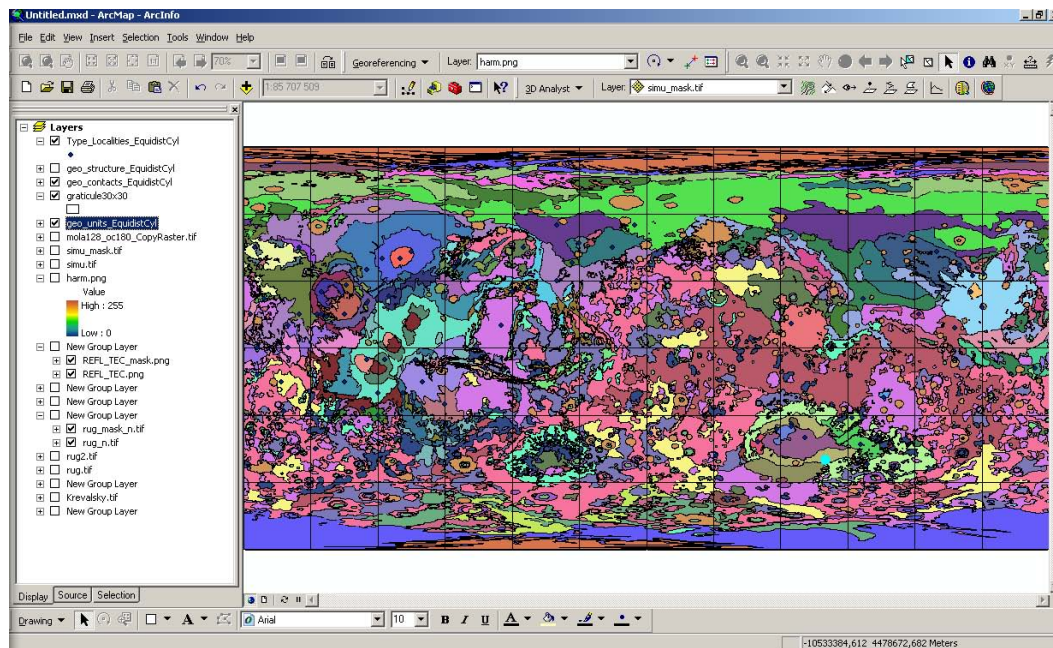 Untitled.mxd - ArcMap - ArcInfo
File Edit View Insert Selection Tools Window Help
70% Georeferencing Layer: harm.png
1:85 707 509 3D Analyst Layer: simu_mask.tif
Layers
Type_Localities_EquidistCyl
geo_structure_EquidistCyl
geo_contacts_EquidistCyl
graticule30x30
geo_units_EquidistCyl
mola128_oc180_CopyRaster.tif
simu_mask.tif
simu.tif
harm.png
Value
High : 255
Low : 0
New Group Layer
REFL_TEC_mask.png
REFL_TEC.png
New Group Layer
New Group Layer
New Group Layer
rug_mask_n.tif
rug_n.tif
rug2.tif
rug.tif
New Group Layer
Krevalsky.tif
New Group Layer
Display Source Selection
Drawing A Arial 10 B I U A
-10533384,612 4478672,682 Meters